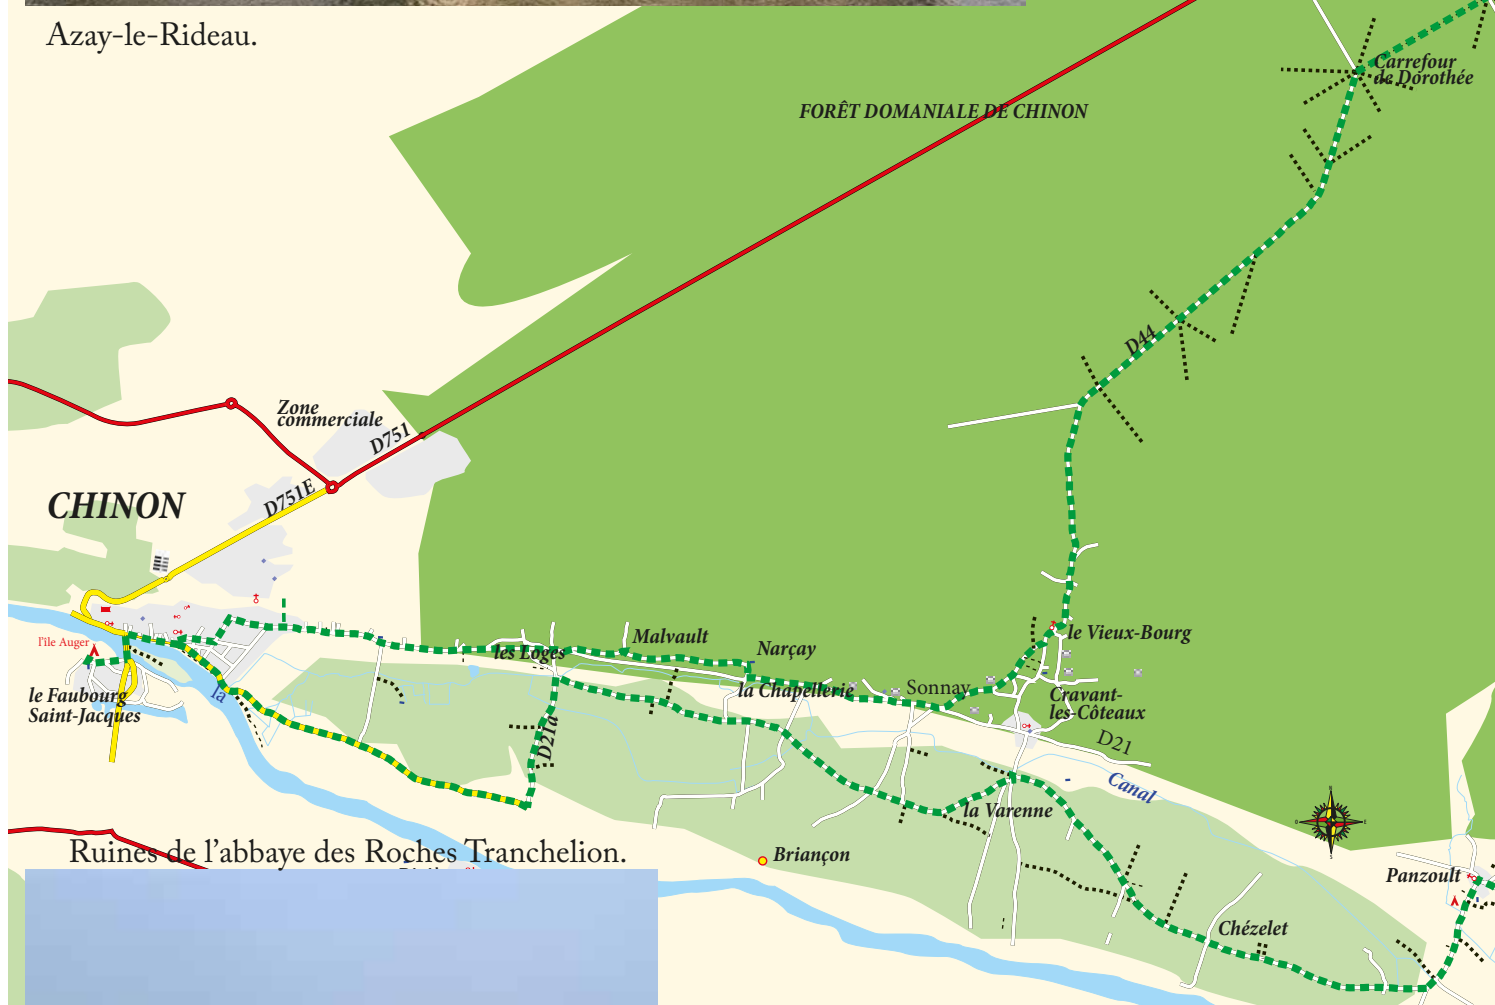 Azay-le-Rideau.
Carrefour
de Dorothée
FORÊT DOMANIALE DE CHINON
D44
Zone
commerciale
D751
D751E
CHINON
l'île Auger
le Faubourg
Saint-Jacques
la
les Loges
Malvault
Narçay
la Chapellerie
Sonnay
le Vieux-Bourg
Cravant-
les-Côteaux
D21
D21a
Canal
la Varenne
Briançon
Panzoult
Chézelet
Ruines de l'abbaye des Roches Tranchelion.